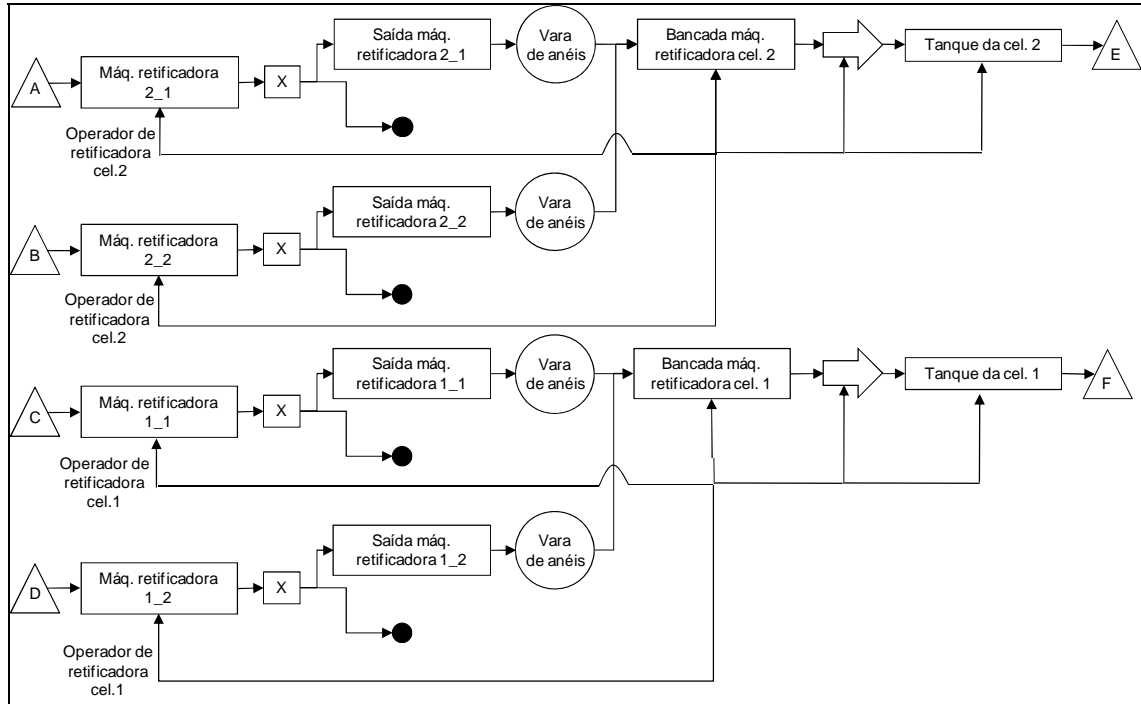 Saída máq.
retificadora 2_1
Vara
de anéis
Bancada máq.
retificadora cel. 2
Tanque da cel. 2
E
A
Máq. retificadora
2_1
X
Operador de
retificadora
cel.2
Saída máq.
retificadora 2_2
Vara
de anéis
B
Máq. retificadora
2_2
X
Operador de
retificadora
cel.2
Saída máq.
retificadora 1_1
Vara
de anéis
Bancada máq.
retificadora cel. 1
Tanque da cel. 1
F
C
Máq. retificadora
1_1
X
Operador de
retificadora
cel.1
Saída máq.
retificadora 1_2
Vara
de anéis
D
Máq. retificadora
1_2
X
Operador de
retificadora
cel.1